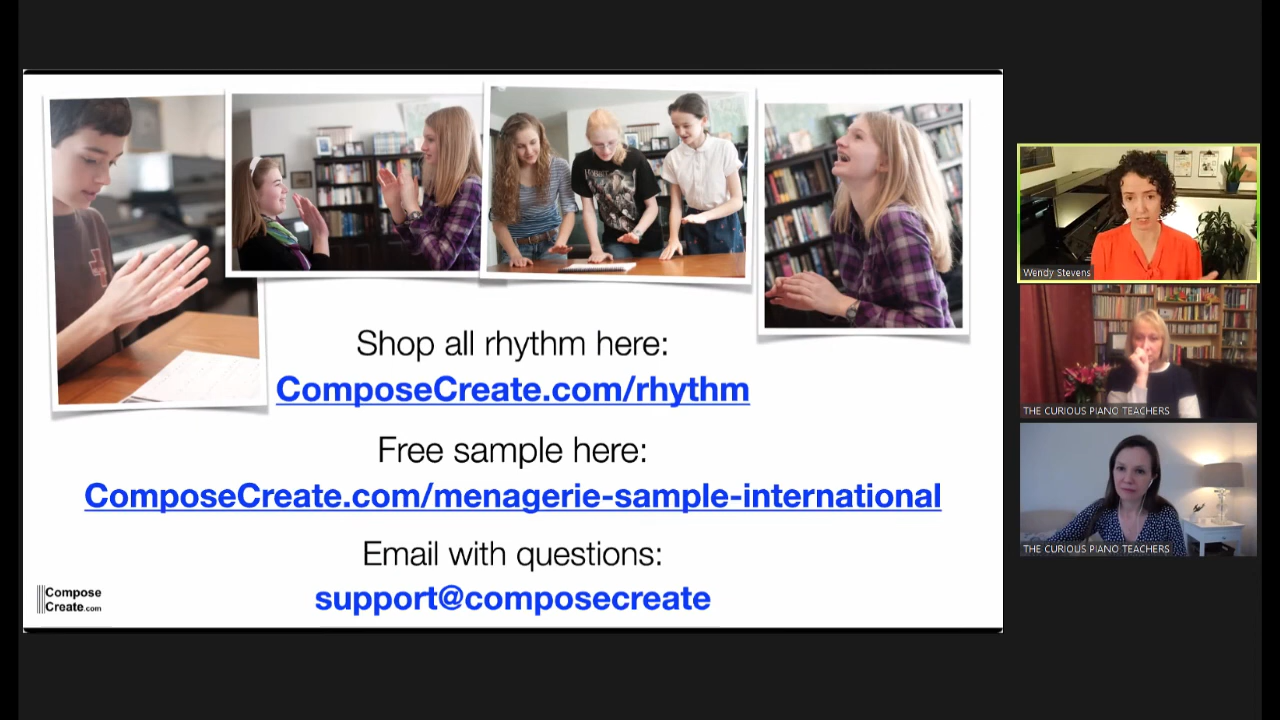 Shop all rhythm here:
ComposeCreate.com/rhythm
Free sample here:
ComposeCreate.com/menagerie-sample-international
Email with questions:
support@composecreate
Compose
Create.com
Wendy Stevens
THE CURIOUS PIANO TEACHERS
THE CURIOUS PIANO TEACHERS